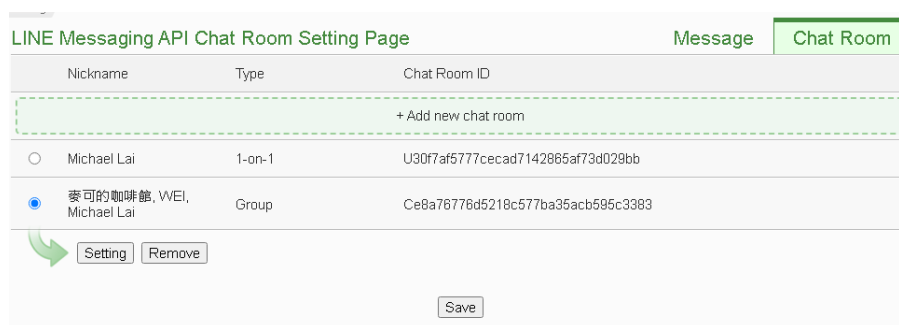 LINE Messaging API Chat Room Setting Page
Message
Chat Room
Nickname Type Chat Room ID
+ Add new chat room
Michael Lai 1-on-1 U30f7af5777cecad7142865af73d029bb
麥可的咖啡館, WEI,
Michael Lai
Group Ce8a76776d5218c577ba35acb595c3383
Setting Remove
Save